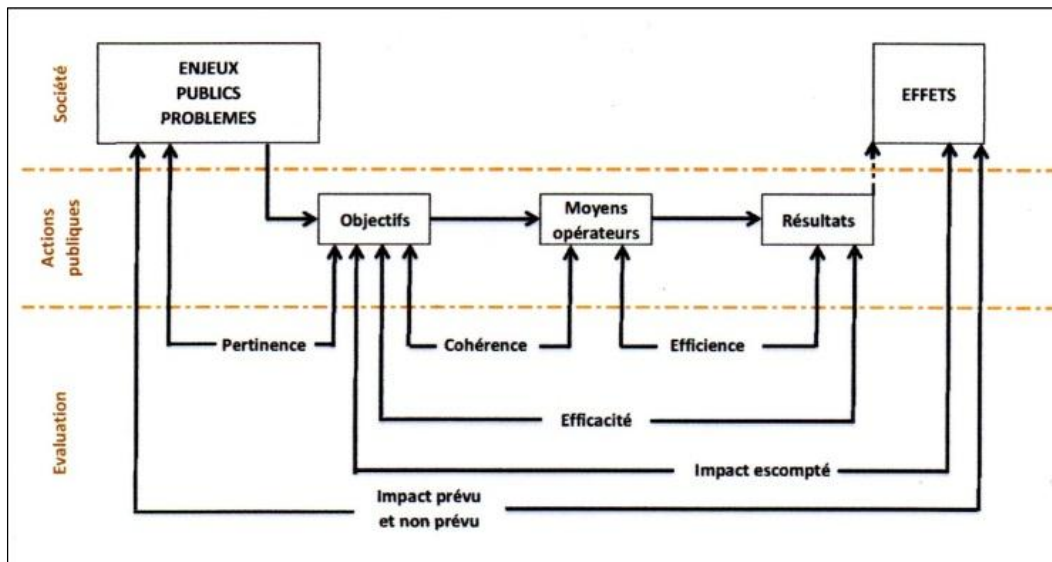 Société
ENJEUX
PUBLICS
PROBLEMES
EFFETS
Actions
publiques
Objectifs
Moyens
opérateurs
Résultats
Evaluation
Pertinence
Cohérence
Efficience
Efficacité
Impact escompté
Impact prévu
et non prévu